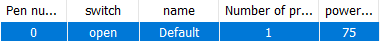 Pen nu... switch name Number of pr... power...
0 open Default 1 75